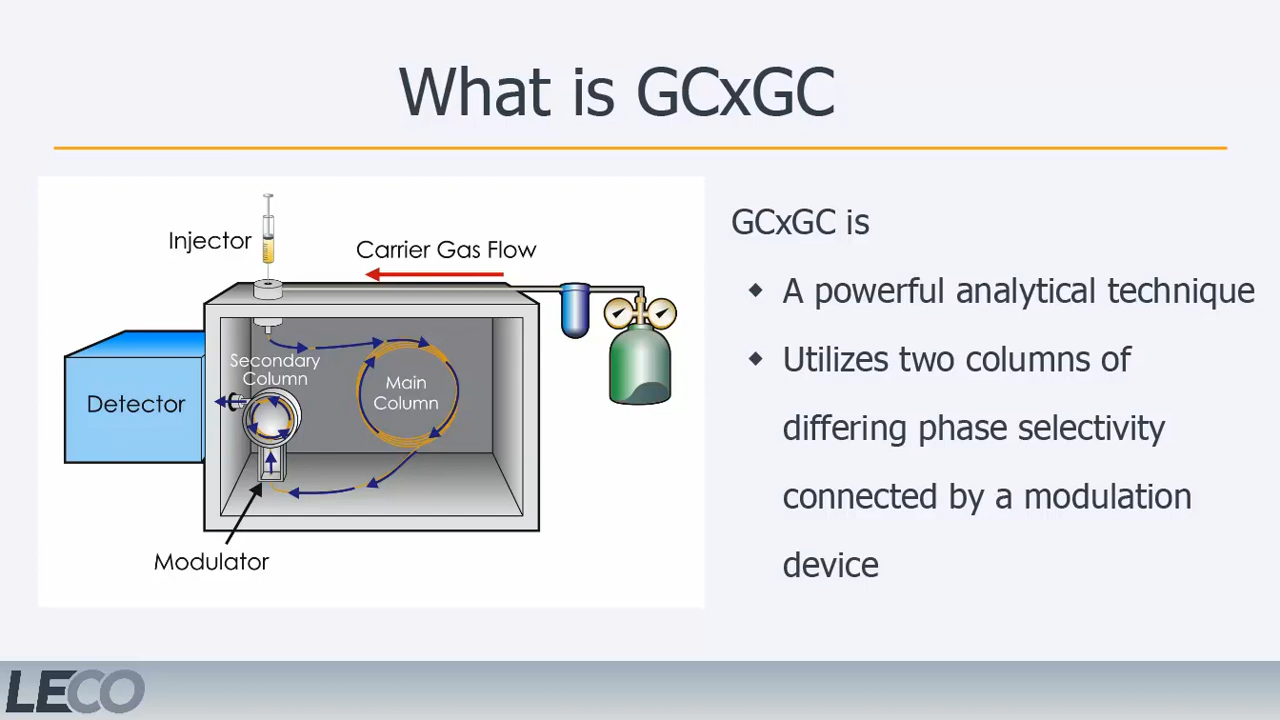 What is GCxGC
Injector
Carrier Gas Flow
Secondary
Column
Main
Column
Detector
Modulator
GCxGC is
◆ A powerful analytical technique
◆ Utilizes two columns of
differing phase selectivity
connected by a modulation
device
LECO